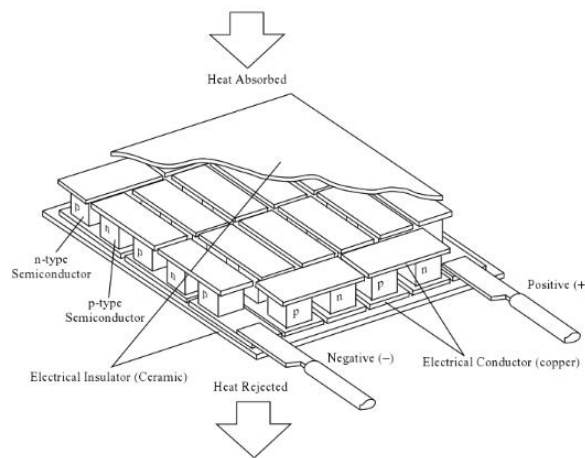 Heat Absorbed
p
n
p
n
p
p
n
p
n
n-type
Semiconductor
p-type
Semiconductor
Positive (+
Negative (−)
Electrical Insulator (Ceramic)
Electrical Conductor (copper)
Heat Rejected